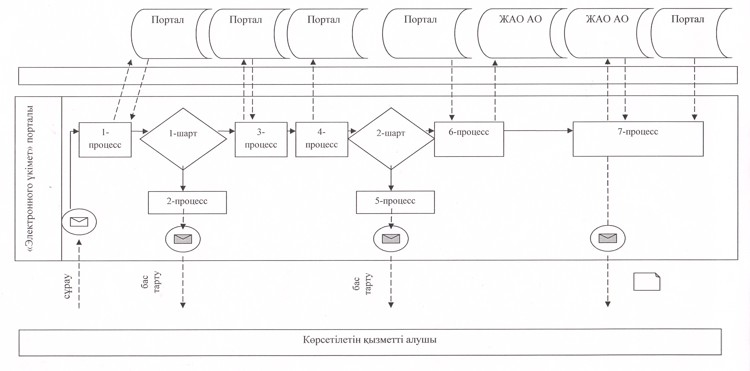 Портал
Портал
Портал
Портал
ЖАО АО
ЖАО АО
Портал
«Электронного үкімет» порталы
1-
процесс
1-шарт
3-
процесс
4-
процесс
2-шарт
6-процесс
7-процесс
2-процесс
5-процесс
сұрау
бас
тарту
бас
тарту
Көрсетілетін қызметті алушы